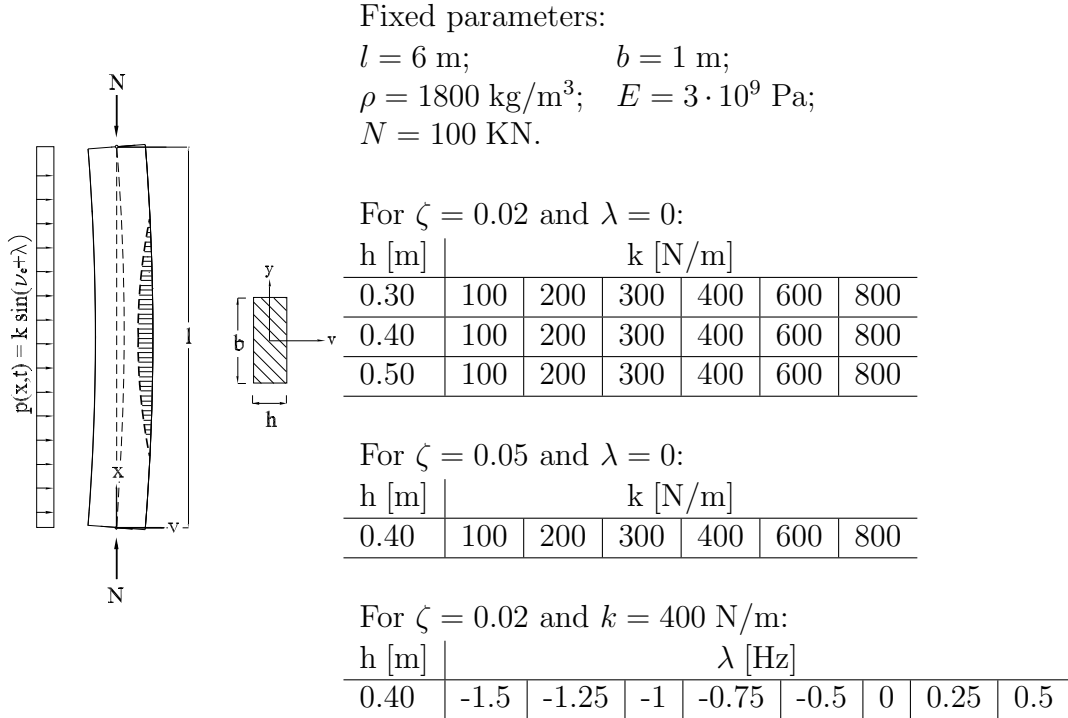 Fixed parameters:
l = 6 m; b = 1 m;
ρ = 1800 kg/m³; E = 3 · 10⁹ Pa;
N = 100 KN.
N
p(x,t) = k sin(νₑ+λ)
l
x
v
N
y
b
v
h
For ζ = 0.02 and λ = 0:
h [m] k [N/m]
0.30 100 200 300 400 600 800
0.40 100 200 300 400 600 800
0.50 100 200 300 400 600 800
For ζ = 0.05 and λ = 0:
h [m] k [N/m]
0.40 100 200 300 400 600 800
For ζ = 0.02 and k = 400 N/m:
h [m] λ [Hz]
0.40 -1.5 -1.25 -1 -0.75 -0.5 0 0.25 0.5